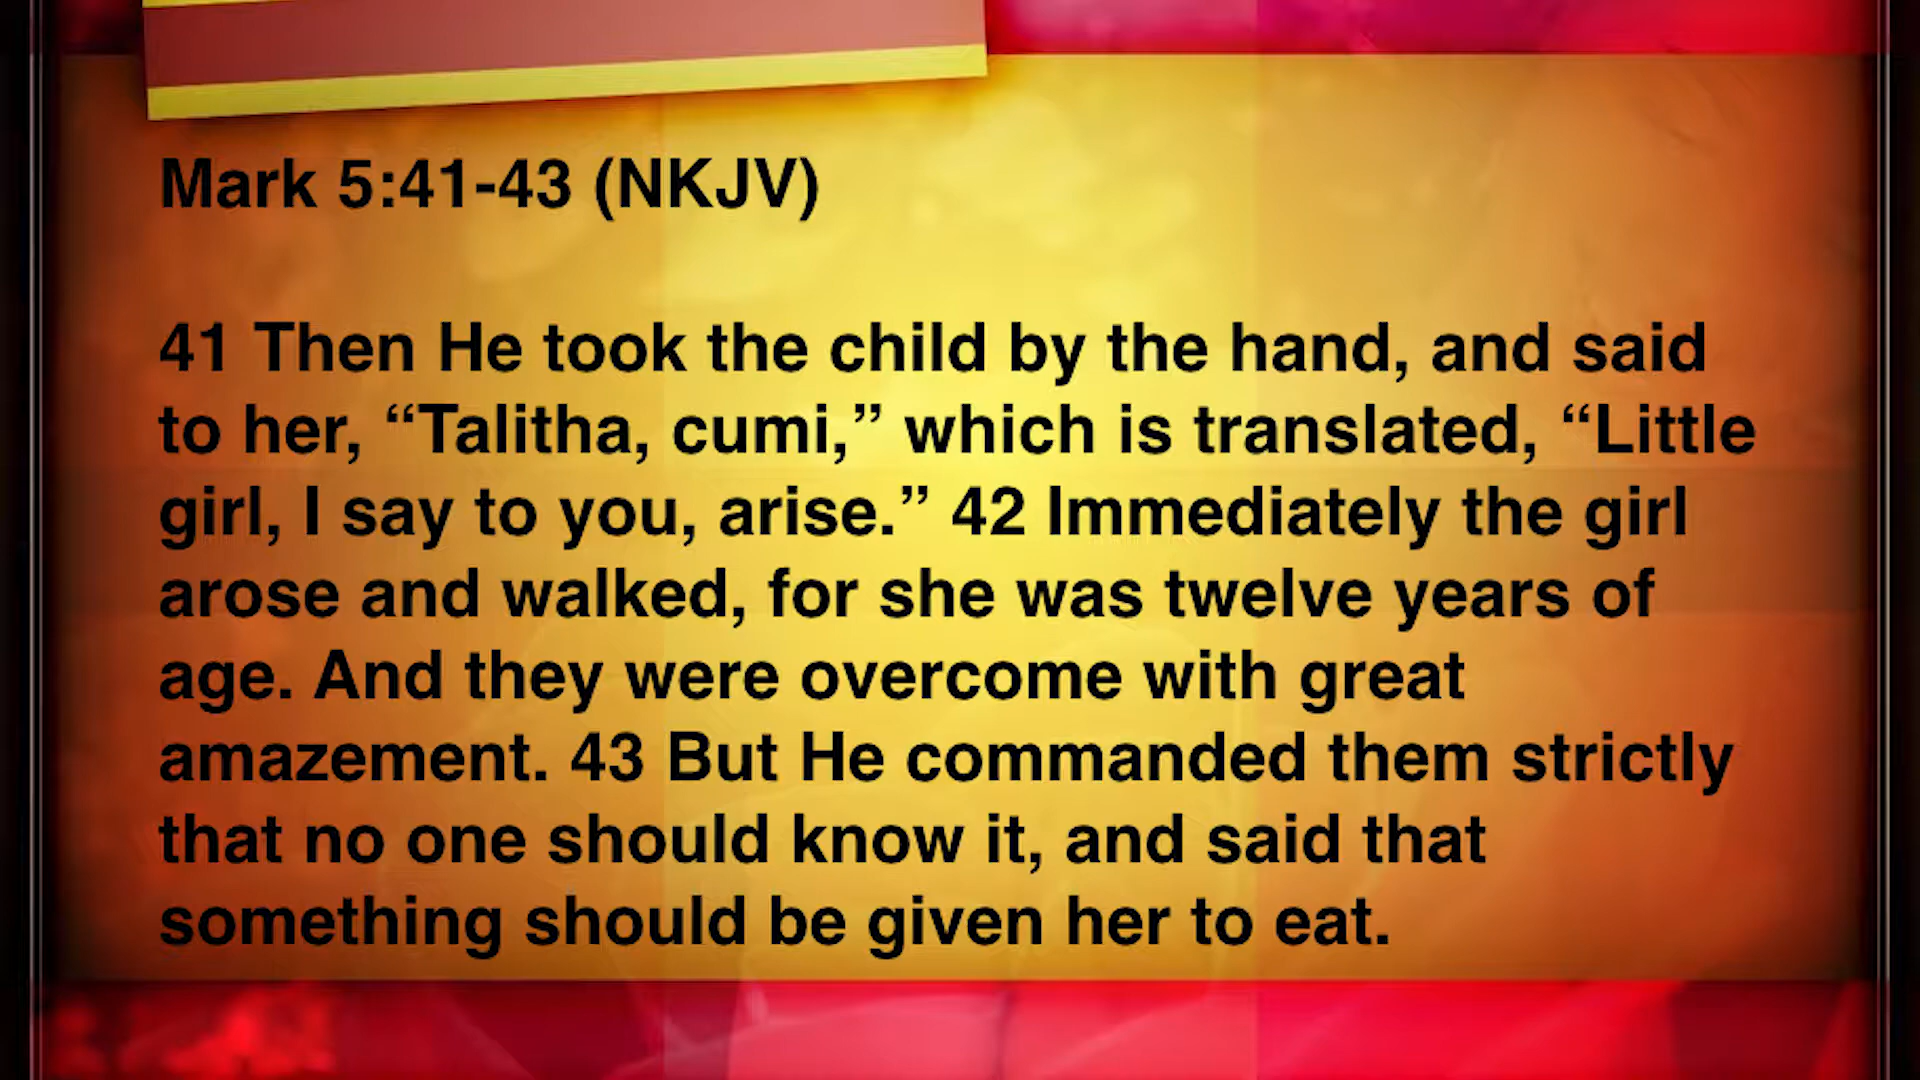 Mark 5:41-43 (NKJV)
41 Then He took the child by the hand, and said
to her, “Talitha, cumi,” which is translated, “Little
girl, I say to you, arise.” 42 Immediately the girl
arose and walked, for she was twelve years of
age. And they were overcome with great
amazement. 43 But He commanded them strictly
that no one should know it, and said that
something should be given her to eat.